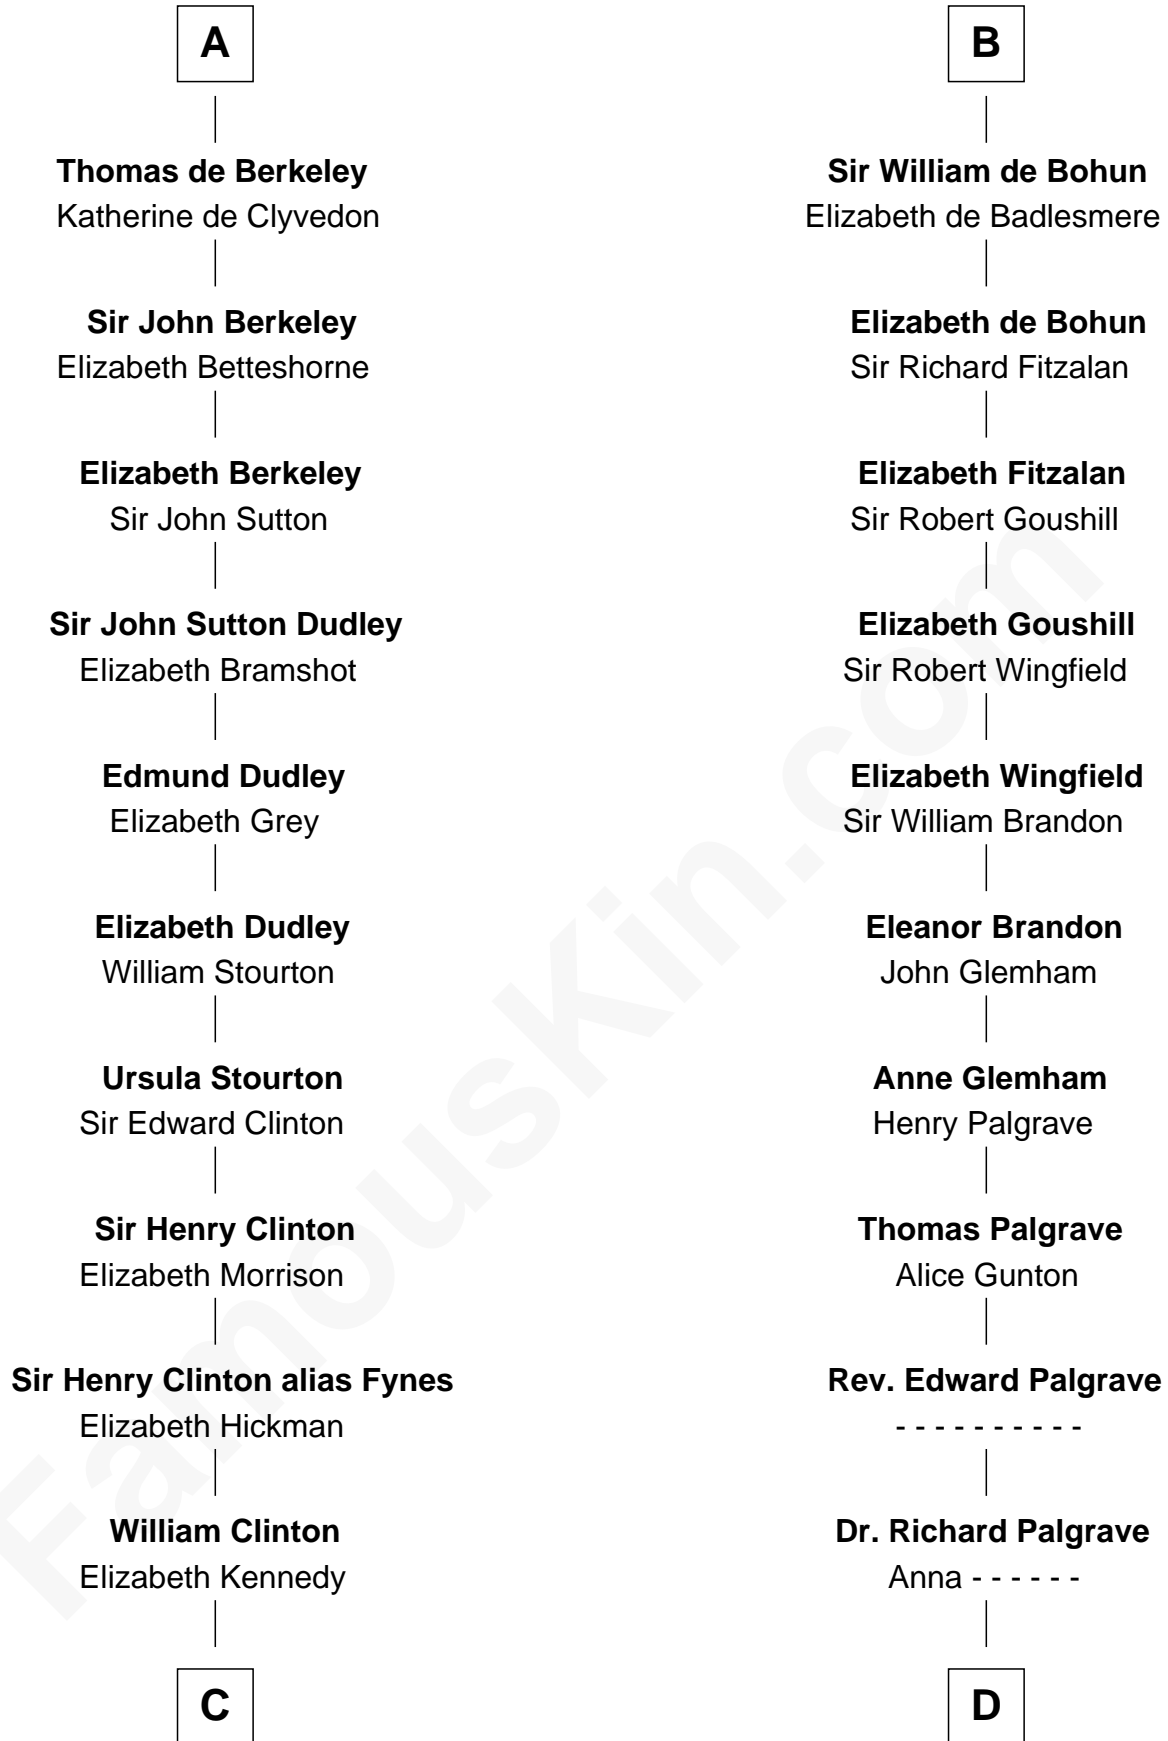 A
Thomas de Berkeley
Katherine de Clyvedon
Sir John Berkeley
Elizabeth Betteshorne
Elizabeth Berkeley
Sir John Sutton
Sir John Sutton Dudley
Elizabeth Bramshot
Edmund Dudley
Elizabeth Grey
Elizabeth Dudley
William Stourton
Ursula Stourton
Sir Edward Clinton
Sir Henry Clinton
Elizabeth Morrison
Sir Henry Clinton alias Fynes
Elizabeth Hickman
William Clinton
Elizabeth Kennedy
C
B
Sir William de Bohun
Elizabeth de Badlesmere
Elizabeth de Bohun
Sir Richard Fitzalan
Elizabeth Fitzalan
Sir Robert Goushill
Elizabeth Goushill
Sir Robert Wingfield
Elizabeth Wingfield
Sir William Brandon
Eleanor Brandon
John Glemham
Anne Glemham
Henry Palgrave
Thomas Palgrave
Alice Gunton
Rev. Edward Palgrave
- - - - - - - - - -
Dr. Richard Palgrave
Anna - - - - - -
D
FamousKin.com